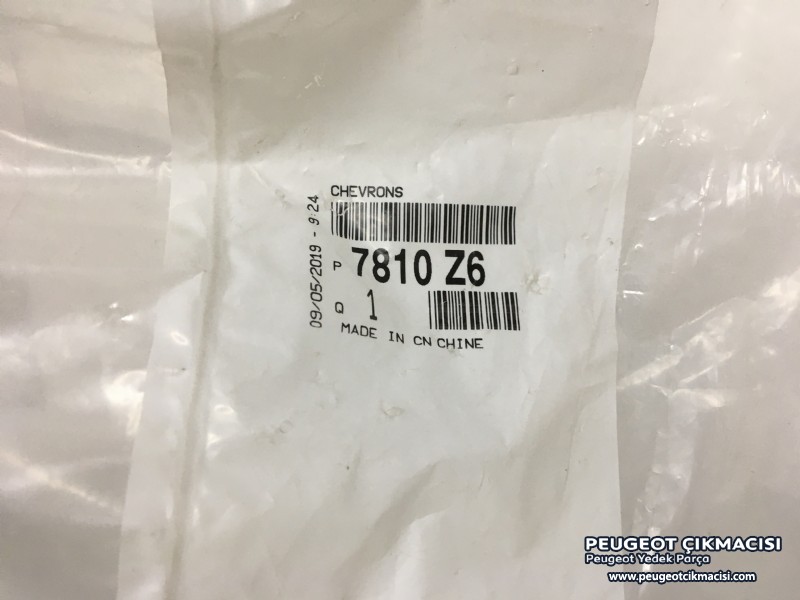 CHEVRONS
09/05/2019 - 9:24
P 7810 Z6
Q 1
MADE IN CN CHINE
PEUGEOT ÇIKMACISI
Peugeot Yedek Parça
www.peugeotcikmacisi.com